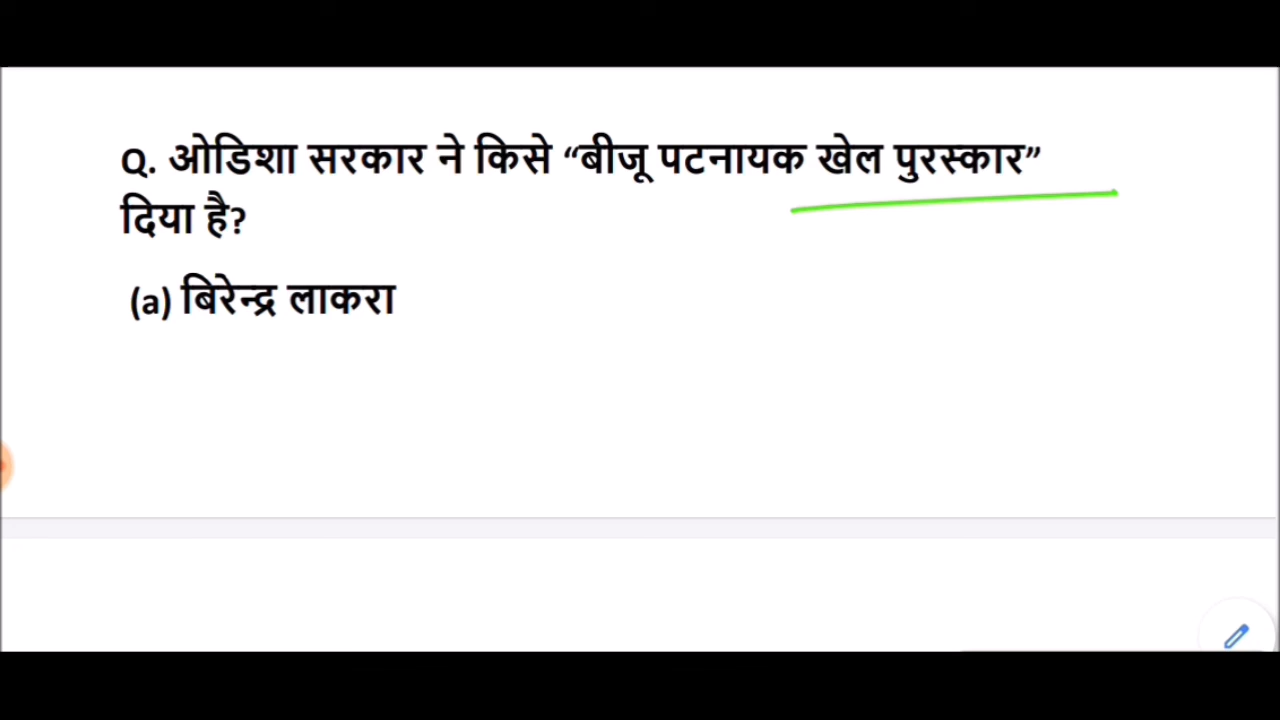 Q. ओडिशा सरकार ने किसे “बीजू पटनायक खेल पुरस्कार”
दिया है?
(a) बिरेन्द्र लाकरा